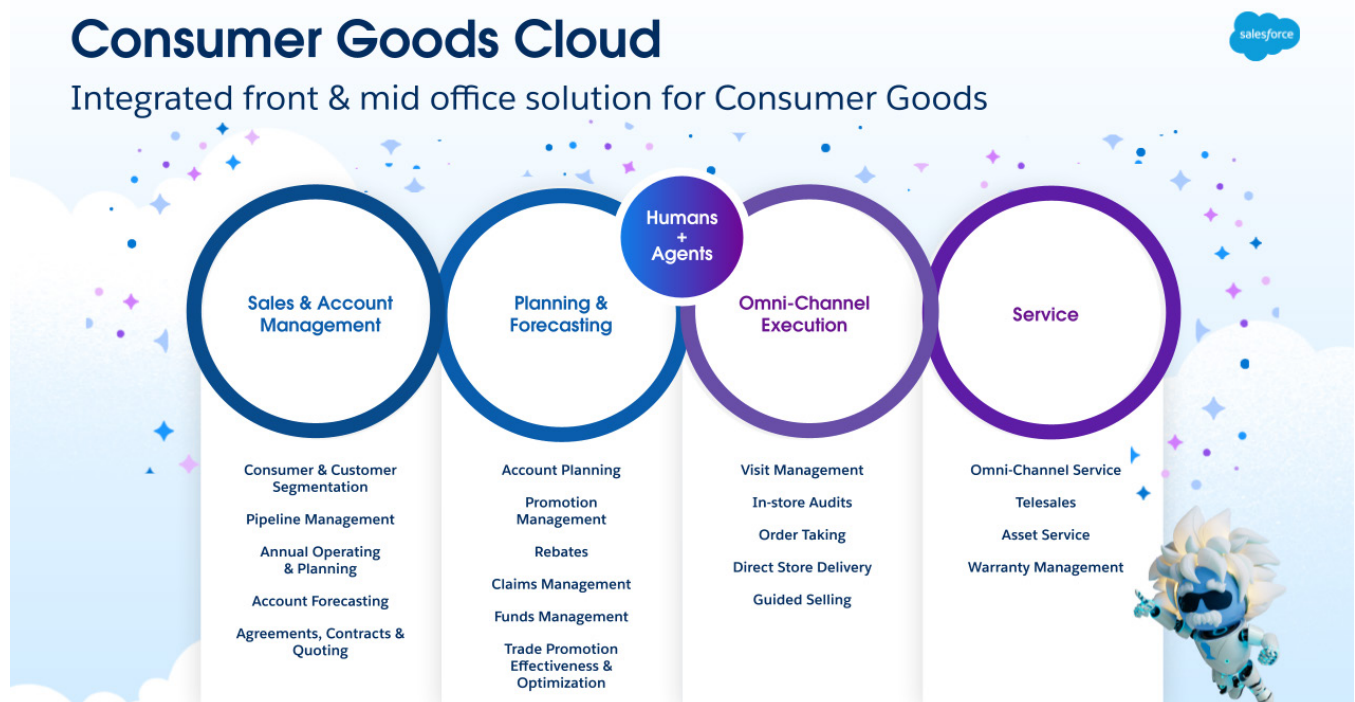 Consumer Goods Cloud
salesforce
Integrated front & mid office solution for Consumer Goods
Humans
+
Agents
Sales & Account
Management
Planning &
Forecasting
Omni-Channel
Execution
Service
Consumer & Customer
Segmentation
Pipeline Management
Annual Operating
& Planning
Account Forecasting
Agreements, Contracts &
Quoting
Account Planning
Promotion
Management
Rebates
Claims Management
Funds Management
Trade Promotion
Effectiveness &
Optimization
Visit Management
In-store Audits
Order Taking
Direct Store Delivery
Guided Selling
Omni-Channel Service
Telesales
Asset Service
Warranty Management